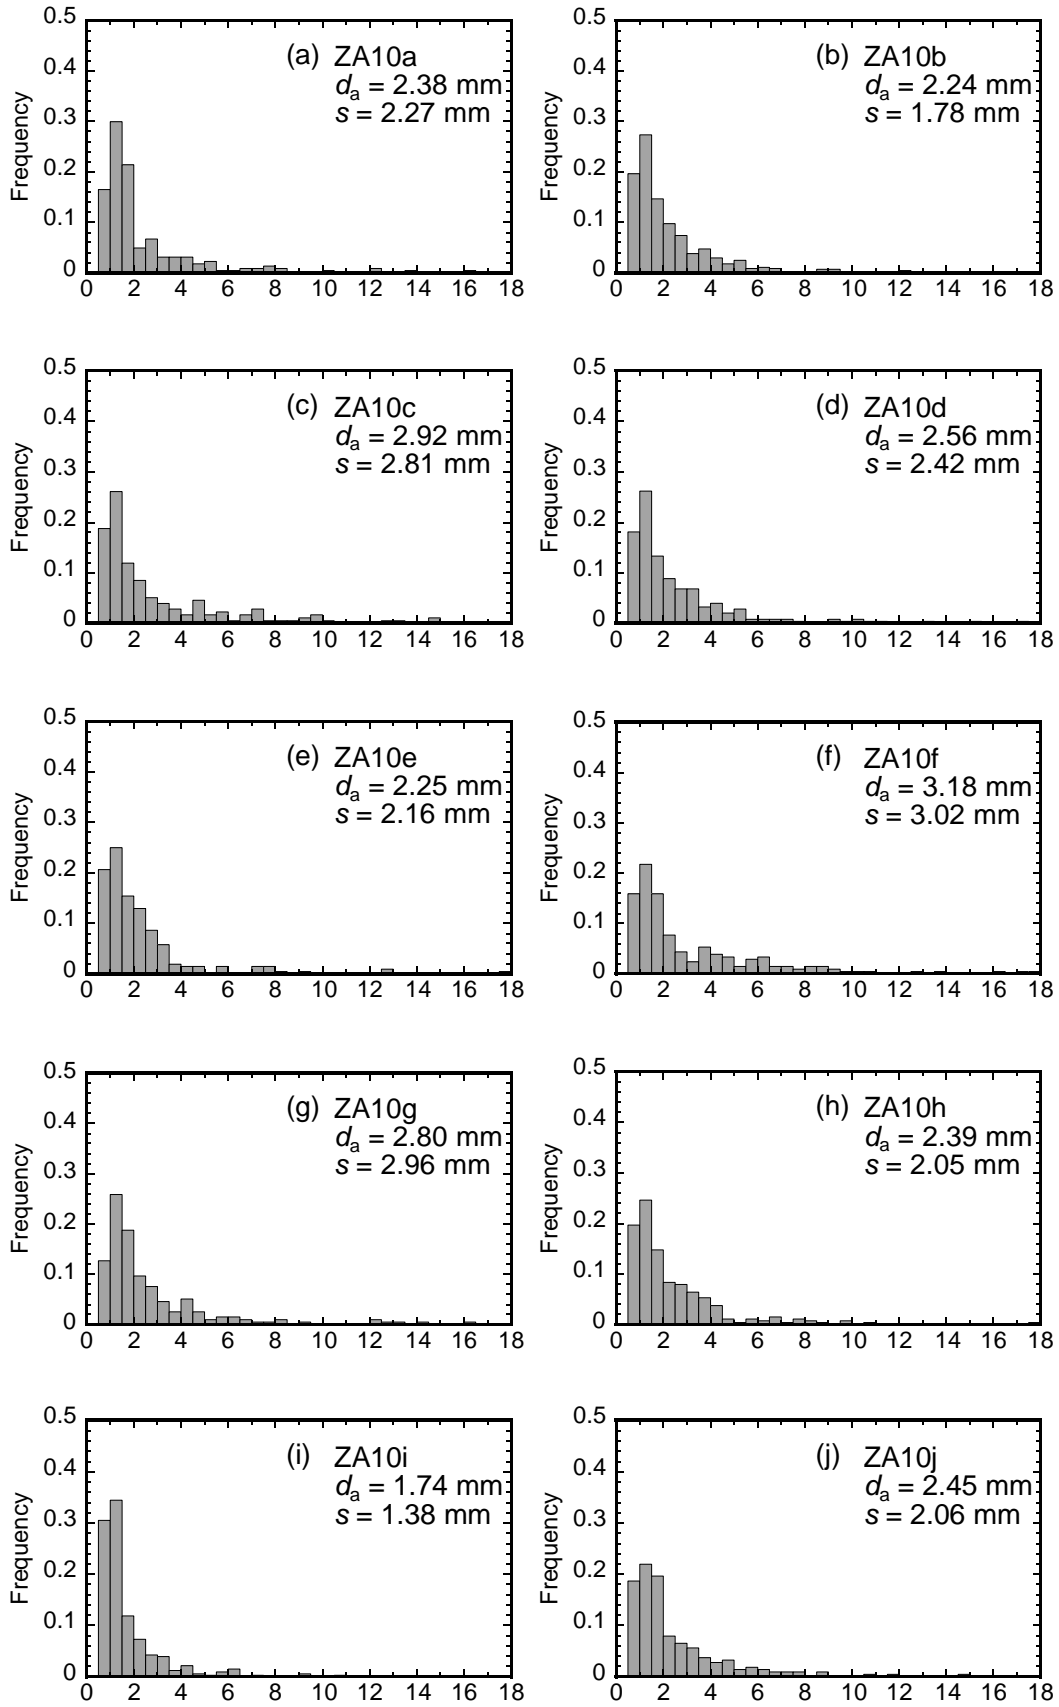 0.5
(a) ZA10a
dₐ = 2.38 mm
s = 2.27 mm
0.4
0.3
0.2
0.1
0
Frequency
0 2 4 6 8 10 12 14 16 18
0.5
(b) ZA10b
dₐ = 2.24 mm
s = 1.78 mm
0.4
0.3
0.2
0.1
0
Frequency
0 2 4 6 8 10 12 14 16 18
0.5
(c) ZA10c
dₐ = 2.92 mm
s = 2.81 mm
0.4
0.3
0.2
0.1
0
Frequency
0 2 4 6 8 10 12 14 16 18
0.5
(d) ZA10d
dₐ = 2.56 mm
s = 2.42 mm
0.4
0.3
0.2
0.1
0
Frequency
0 2 4 6 8 10 12 14 16 18
0.5
(e) ZA10e
dₐ = 2.25 mm
s = 2.16 mm
0.4
0.3
0.2
0.1
0
Frequency
0 2 4 6 8 10 12 14 16 18
0.5
(f) ZA10f
dₐ = 3.18 mm
s = 3.02 mm
0.4
0.3
0.2
0.1
0
Frequency
0 2 4 6 8 10 12 14 16 18
0.5
(g) ZA10g
dₐ = 2.80 mm
s = 2.96 mm
0.4
0.3
0.2
0.1
0
Frequency
0 2 4 6 8 10 12 14 16 18
0.5
(h) ZA10h
dₐ = 2.39 mm
s = 2.05 mm
0.4
0.3
0.2
0.1
0
Frequency
0 2 4 6 8 10 12 14 16 18
0.5
(i) ZA10i
dₐ = 1.74 mm
s = 1.38 mm
0.4
0.3
0.2
0.1
0
Frequency
0 2 4 6 8 10 12 14 16 18
0.5
(j) ZA10j
dₐ = 2.45 mm
s = 2.06 mm
0.4
0.3
0.2
0.1
0
Frequency
0 2 4 6 8 10 12 14 16 18